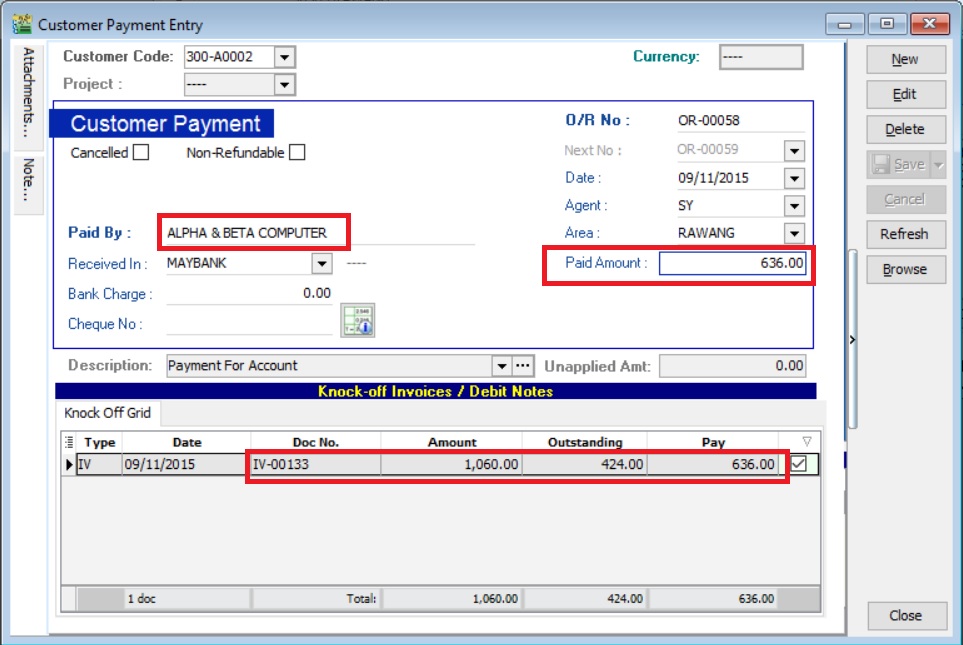 Customer Payment Entry
Attachments...
Note...
Customer Code: 300-A0002 Currency: ----
Project : ----
Customer Payment
Cancelled Non-Refundable
O/R No : OR-00058
Next No : OR-00059
Date : 09/11/2015
Agent : SY
Paid By : ALPHA & BETA COMPUTER Area : RAWANG
Received In : MAYBANK ---- Paid Amount : 636.00
Bank Charge : 0.00
Cheque No :
Description: Payment For Account ... Unapplied Amt: 0.00
Knock-off Invoices / Debit Notes
Knock Off Grid
Type Date Doc No. Amount Outstanding Pay
IV 09/11/2015 IV-00133 1,060.00 424.00 636.00
1 doc Total: 1,060.00 424.00 636.00
New
Edit
Delete
Save
Cancel
Refresh
Browse
Close